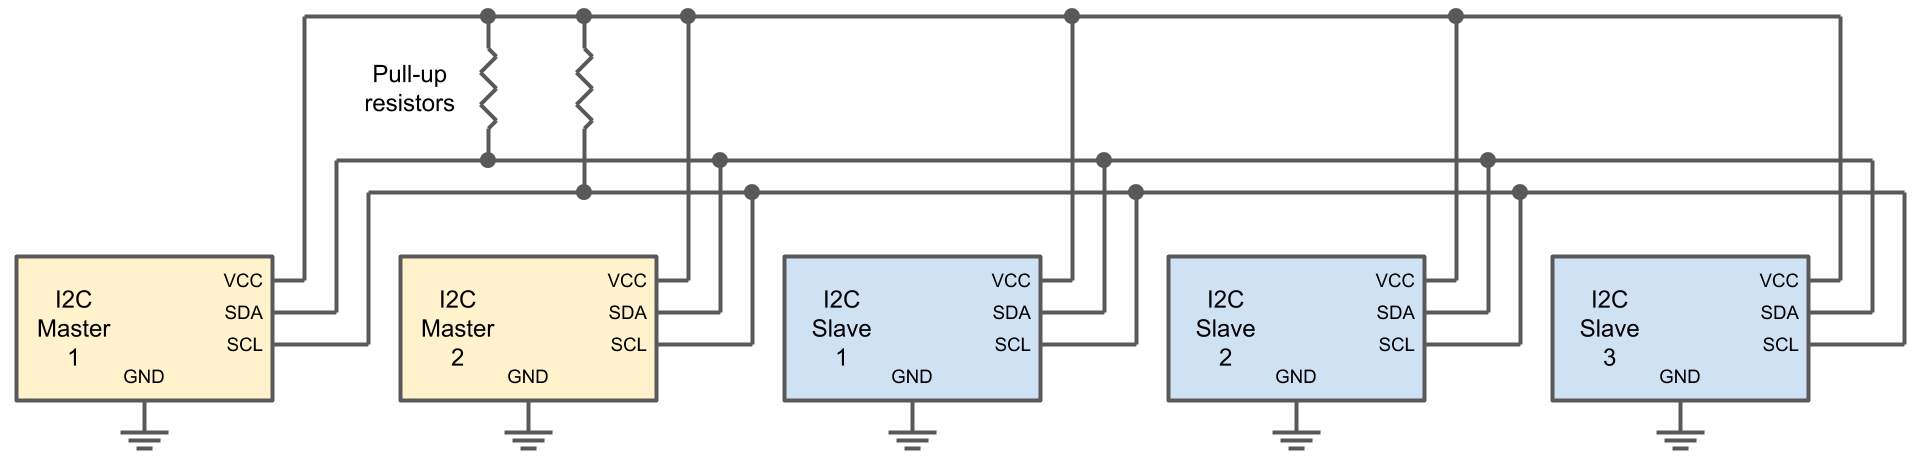 Pull-up
resistors
I2C
Master
1
VCC
SDA
SCL
GND
I2C
Master
2
VCC
SDA
SCL
GND
I2C
Slave
1
VCC
SDA
SCL
GND
I2C
Slave
2
VCC
SDA
SCL
GND
I2C
Slave
3
VCC
SDA
SCL
GND